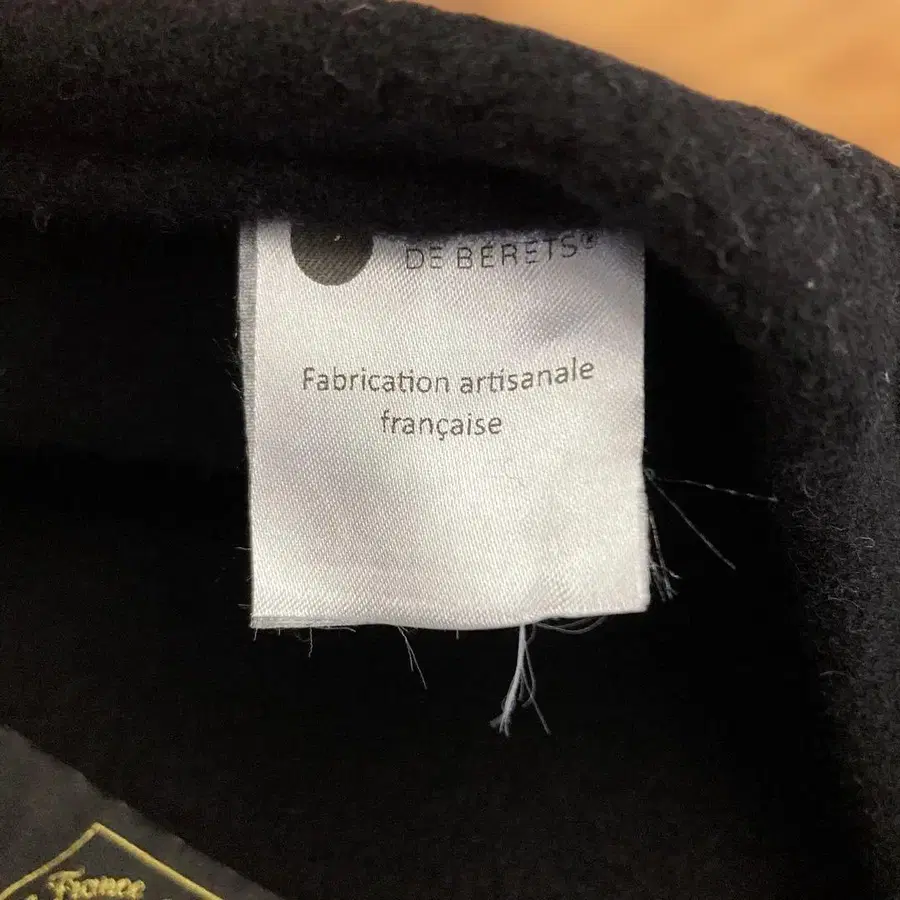 DE BÉRETS®
Fabrication artisanale
française
France